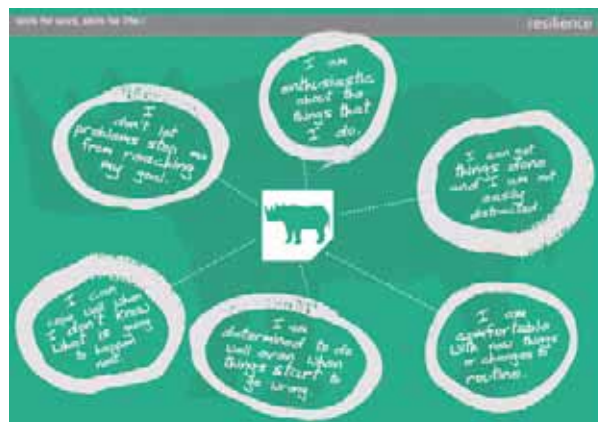 skills for work, skills for life /
resilience
I am
enthusiastic
about the
things that
I do.
I
don't let
problems stop me
from reaching
my goal.
I can get
things done
and I am not
easily
distracted
I can
cope well when
I don't know
what is going
to happen
next.
I am
determined to do
well even when
things start to
go wrong.
I am
comfortable
with new things
or changes to
routine.